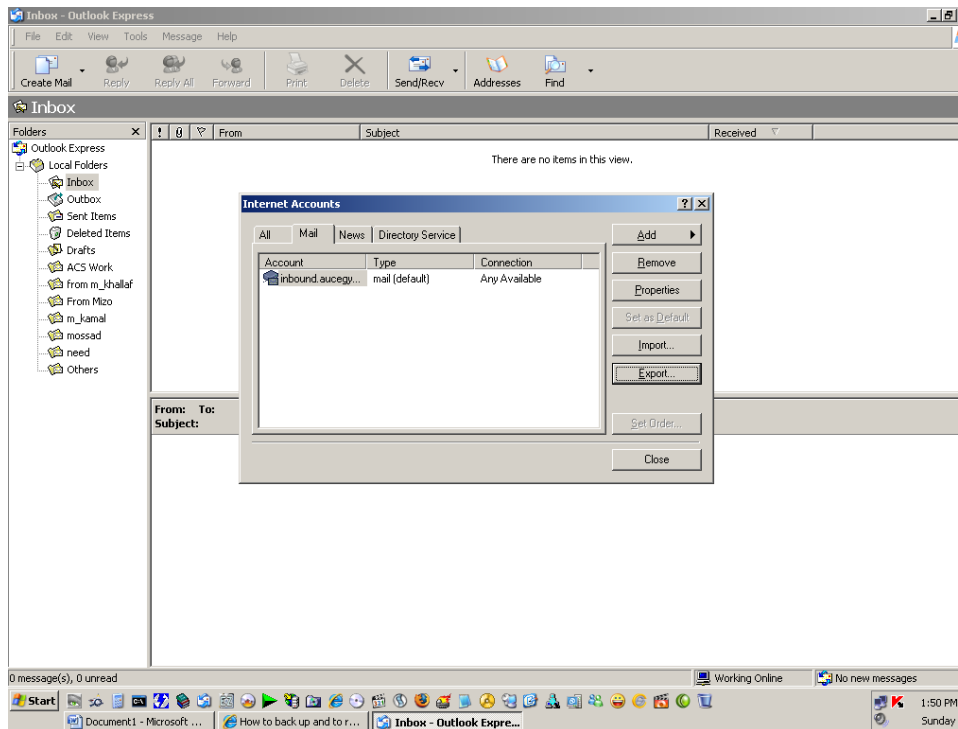 Inbox - Outlook Express
File Edit View Tools Message Help
Create Mail Reply Reply All Forward Print Delete Send/Recv Addresses Find
Inbox
Folders
! From Subject Received
Outlook Express
Local Folders
Inbox
Outbox
Sent Items
Deleted Items
Drafts
ACS Work
from m_khallaf
From Mizo
m_kamal
mossad
need
Others
There are no items in this view.
Internet Accounts
All Mail News Directory Service
Account Type Connection
inbound.aucegy... mail (default) Any Available
Add
Remove
Properties
Set as Default
Import...
Export...
Set Order...
Close
From: To:
Subject:
0 message(s), 0 unread
Working Online
No new messages
Start
Document1 - Microsoft ...
How to back up and to r...
Inbox - Outlook Expre...
1:50 PM
Sunday